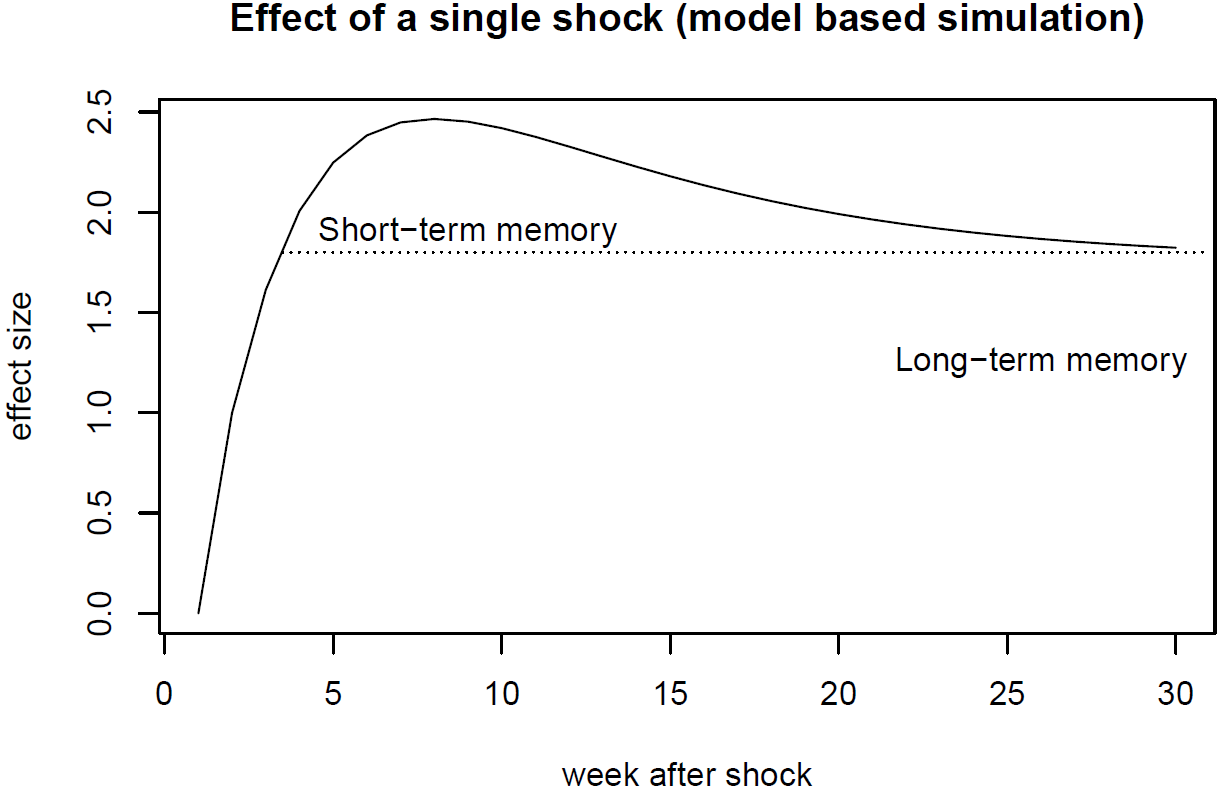 Effect of a single shock (model based simulation)
effect size
2.5
2.0
1.5
1.0
0.5
0.0
Short−term memory
Long−term memory
0 5 10 15 20 25 30
week after shock